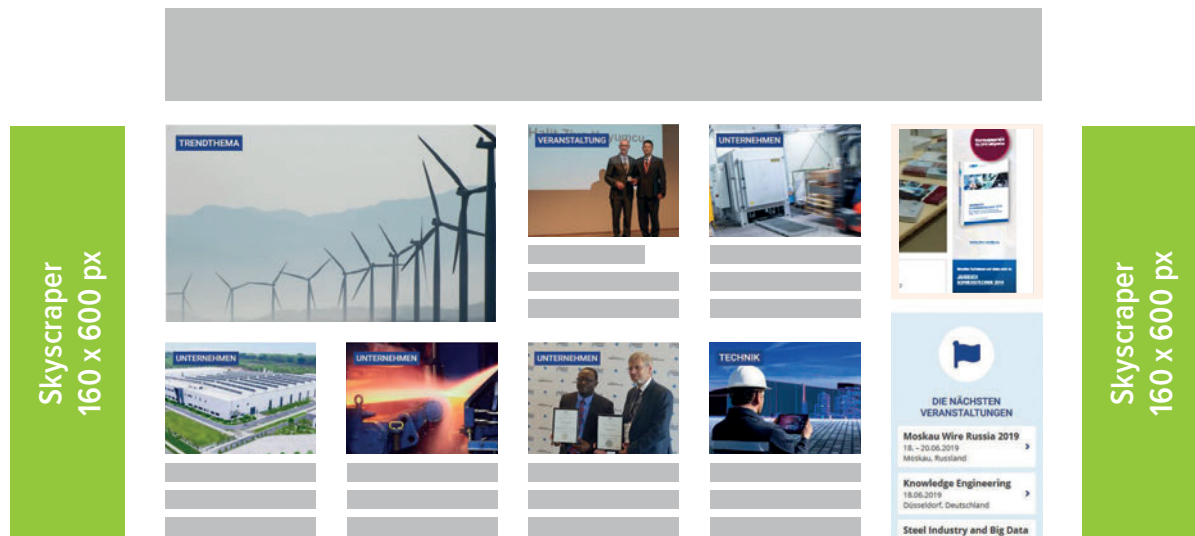 Skyscraper
160 x 600 px
TRENDTHEMA
VERANSTALTUNG
UNTERNEHMEN
UNTERNEHMEN
UNTERNEHMEN
UNTERNEHMEN
TECHNIK
DIE NÄCHSTEN
VERANSTALTUNGEN
Moskau Wire Russia 2019
18. – 20.06.2019
Moskau, Russland
Knowledge Engineering
18.06.2019
Düsseldorf, Deutschland
Steel Industry and Big Data
Skyscraper
160 x 600 px